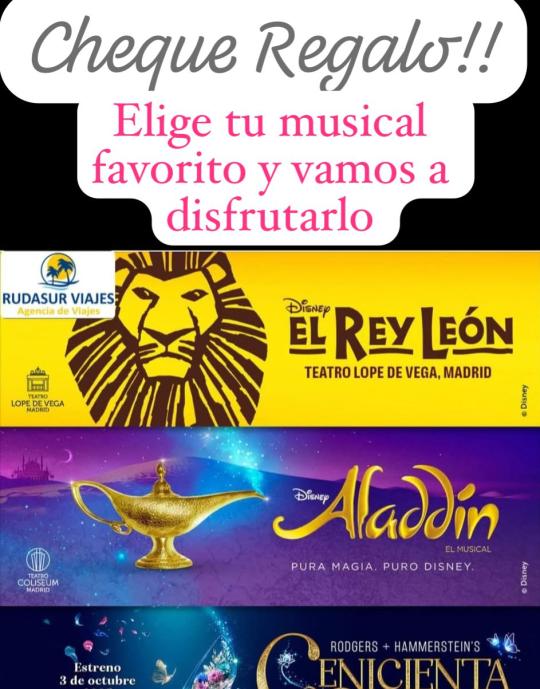 Cheque Regalo!!
Elige tu musical
favorito y vamos a
disfrutarlo
RUDASUR VIAJES
Agencia de Viajes
Disney
EL REY LEÓN
TEATRO LOPE DE VEGA, MADRID
TEATRO
LOPE DE VEGA
MADRID
© Disney
Disney
Aladdín
EL MUSICAL
PURA MAGIA. PURO DISNEY.
TEATRO
COLISEUM
MADRID
© Disney
Estreno
3 de octubre
RODGERS + HAMMERSTEIN'S
CENICIENTA